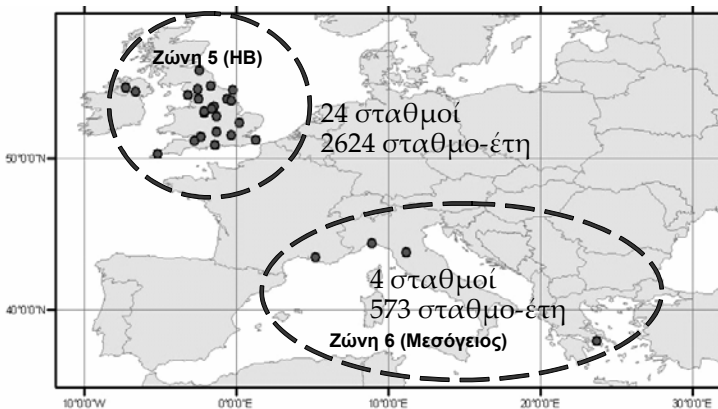 Ζώνη 5 (ΗΒ)
24 σταθμοί
2624 σταθμο-έτη
50°0'0"N
4 σταθμοί
573 σταθμο-έτη
40°0'0"N
Ζώνη 6 (Μεσόγειος)
10°0'0"W
0°0'0"E
10°0'0"E
20°0'0"E
30°0'0"E